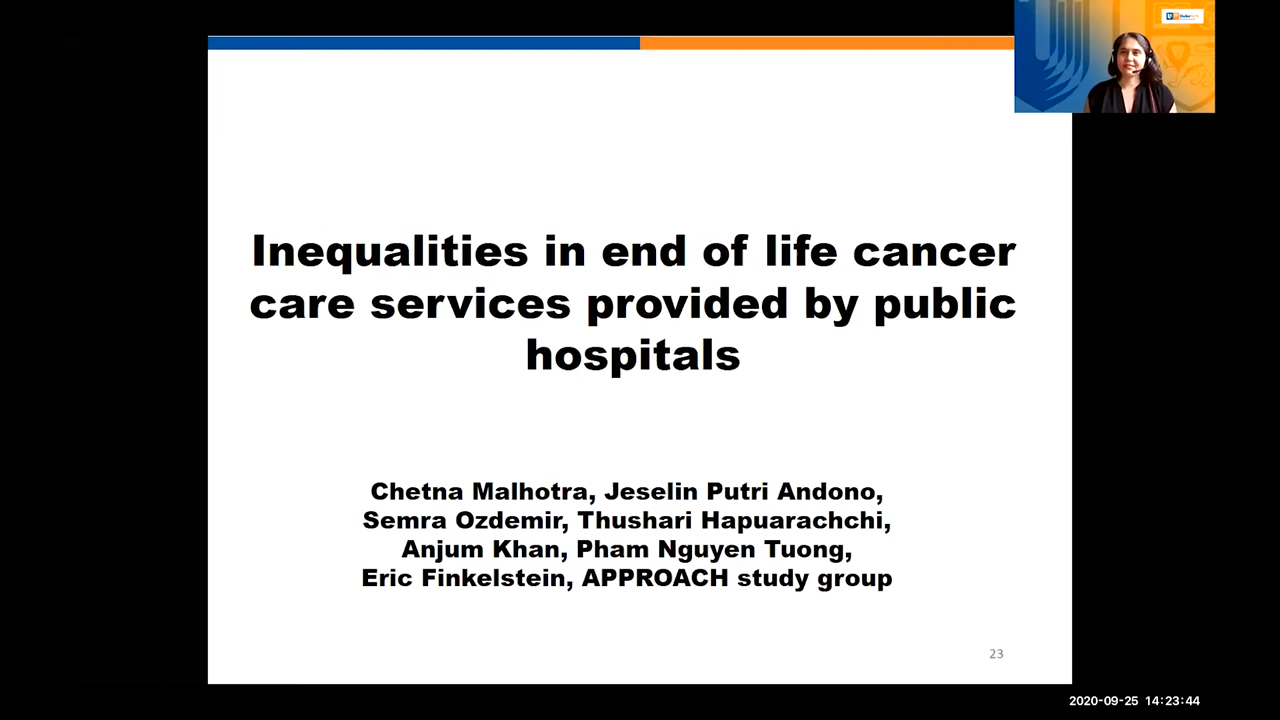 Inequalities in end of life cancer
care services provided by public
hospitals
Chetna Malhotra, Jeselin Putri Andono,
Semra Ozdemir, Thushari Hapuarachchi,
Anjum Khan, Pham Nguyen Tuong,
Eric Finkelstein, APPROACH study group
23
2020-09-25 14:23:44